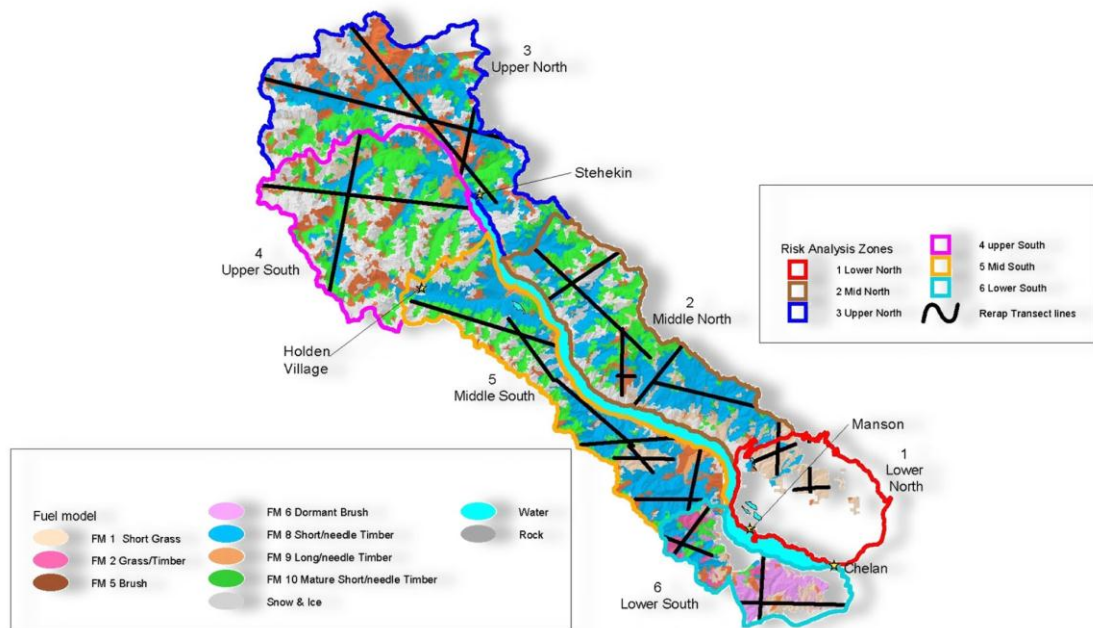 3
Upper North
Stehekin
4
Upper South
2
Middle North
Holden
Village
5
Middle South
Manson
1
Lower
North
Chelan
6
Lower South
Risk Analysis Zones
1 Lower North
2 Mid North
3 Upper North
4 upper South
5 Mid South
6 Lower South
Rerap Transect lines
Fuel model
FM 1 Short Grass
FM 2 Grass/Timber
FM 5 Brush
FM 6 Dormant Brush
FM 8 Short/needle Timber
FM 9 Long/needle Timber
FM 10 Mature Short/needle Timber
Snow & Ice
Water
Rock